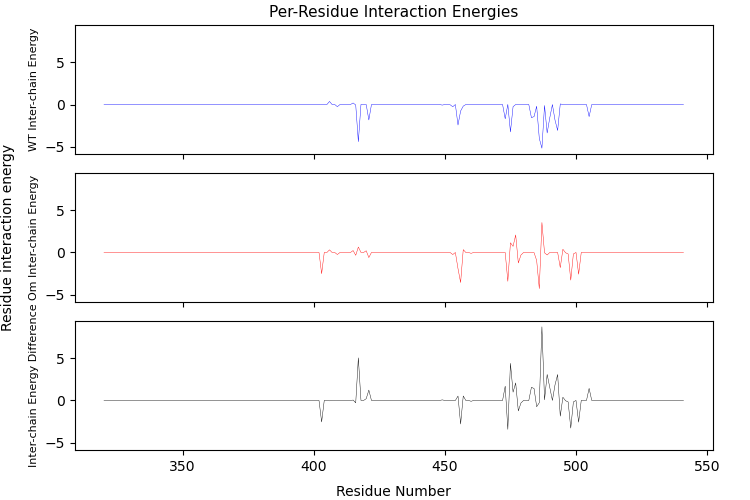 Per-Residue Interaction Energies
WT Inter-chain Energy
5
0
−5
Residue interaction energy
Om Inter-chain Energy
5
0
−5
Inter-chain Energy Difference
5
0
−5
350
400
450
500
550
Residue Number